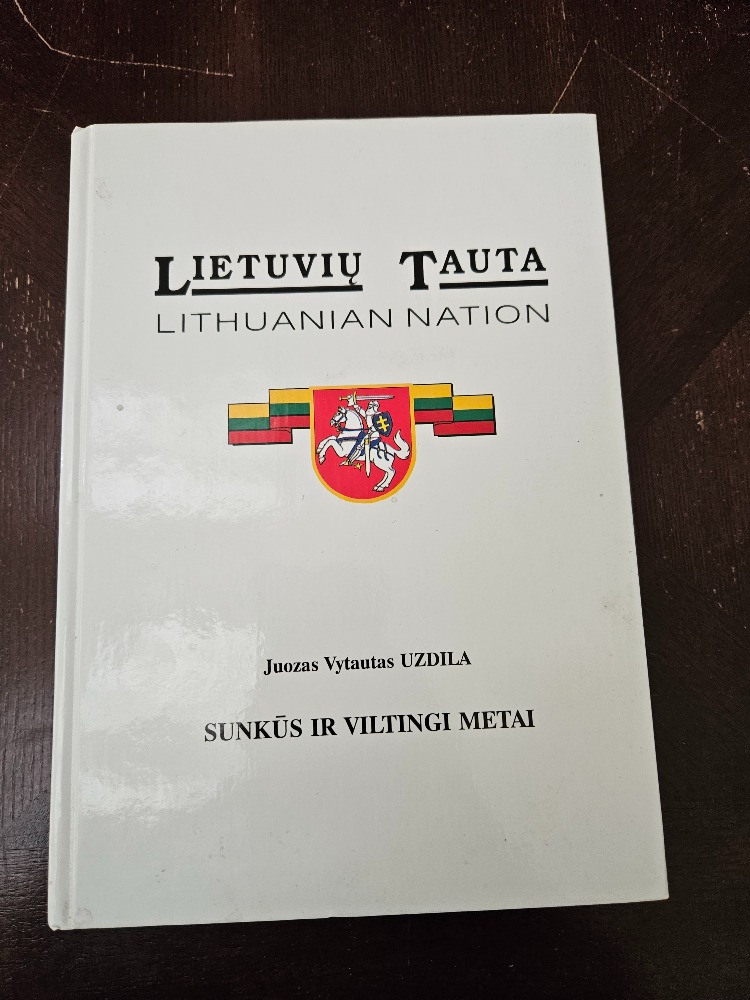 LIETUVIŲ TAUTA
LITHUANIAN NATION
Juozas Vytautas UZDILA
SUNKŪS IR VILTINGI METAI